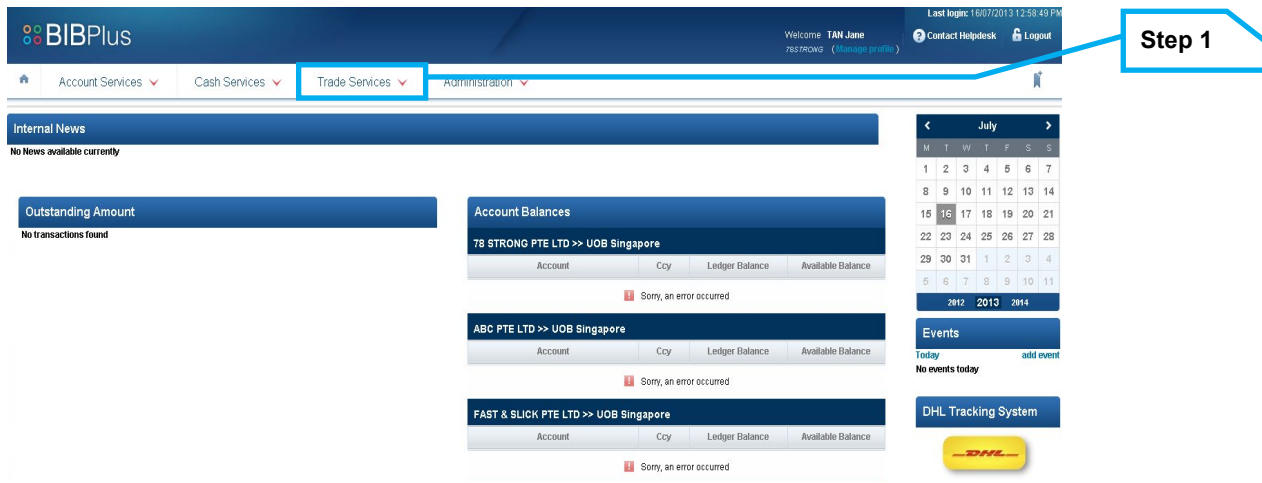 Last login: 16/07/2013 12:58:49 PM
BIBPlus
Welcome TAN Jane
Contact Helpdesk Logout
78STRONG (Manage profile)
Step 1
Account Services Cash Services Trade Services Administration
Internal News
No News available currently
Outstanding Amount
No transactions found
Account Balances
78 STRONG PTE LTD >> UOB Singapore
Account Ccy Ledger Balance Available Balance
Sorry, an error occurred
ABC PTE LTD >> UOB Singapore
Account Ccy Ledger Balance Available Balance
Sorry, an error occurred
FAST & SLICK PTE LTD >> UOB Singapore
Account Ccy Ledger Balance Available Balance
Sorry, an error occurred
July
M T W T F S S
1 2 3 4 5 6 7
8 9 10 11 12 13 14
15 16 17 18 19 20 21
22 23 24 25 26 27 28
29 30 31 1 2 3 4
5 6 7 8 9 10 11
2012 2013 2014
Events
Today add event
No events today
DHL Tracking System
DHL